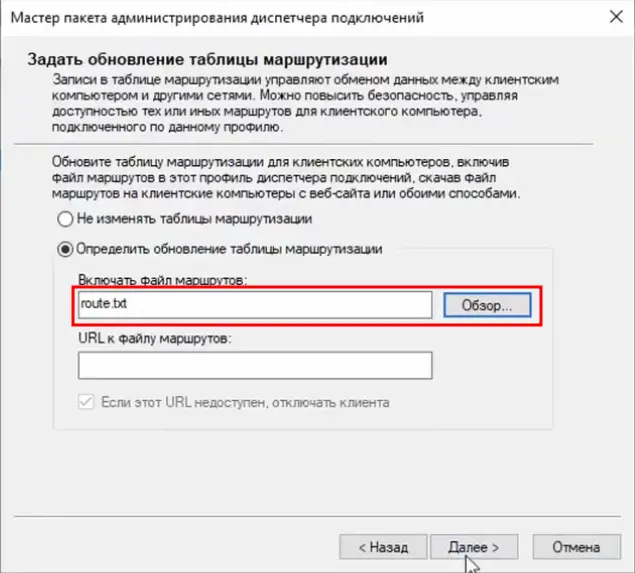 Мастер пакета администрирования диспетчера подключений
Задать обновление таблицы маршрутизации
Записи в таблице маршрутизации управляют обменом данных между клиентским
компьютером и другими сетями. Можно повысить безопасность, управляя
доступностью тех или иных маршрутов для клиентского компьютера,
подключенного по данному профилю.
Обновите таблицу маршрутизации для клиентских компьютеров, включив
файл маршрутов в этот профиль диспетчера подключений, скачав файл
маршрутов на клиентские компьютеры с веб-сайта или обоими способами.
Не изменять таблицы маршрутизации
Определить обновление таблицы маршрутизации
Включать файл маршрутов:
route.txt
Обзор...
URL к файлу маршрутов:
Если этот URL недоступен, отключать клиента
< Назад
Далее >
Отмена